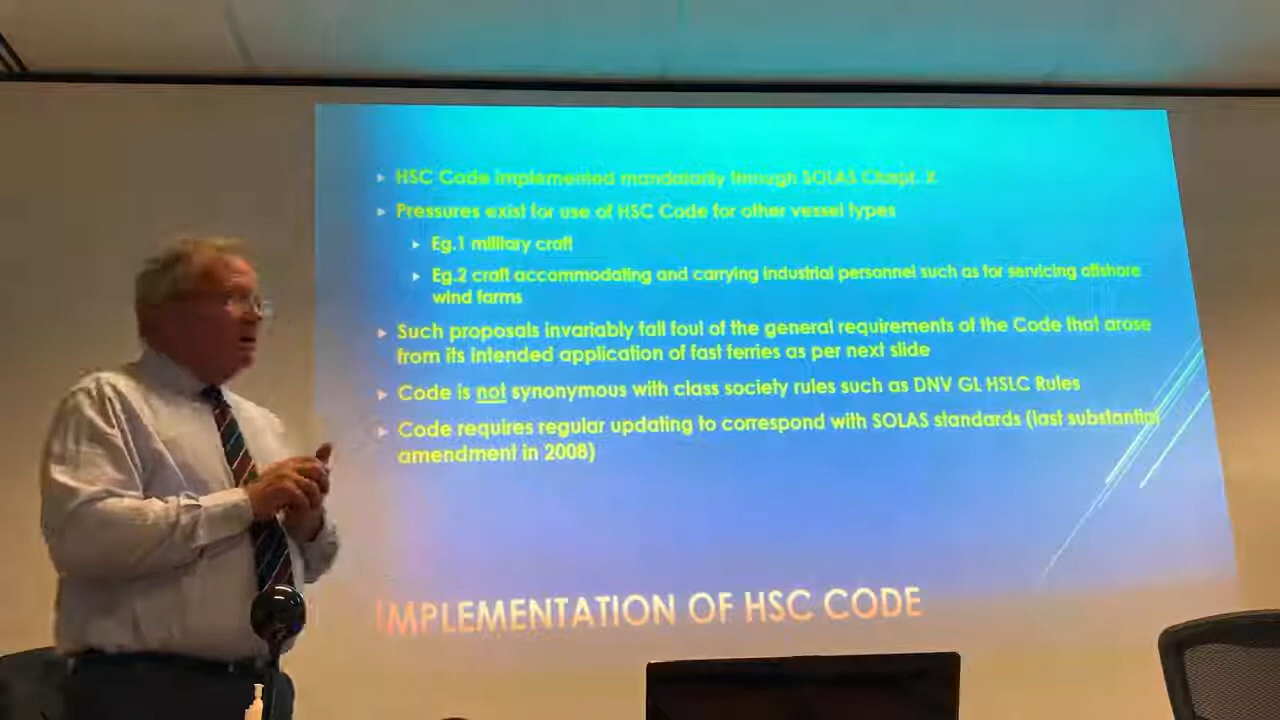 HSC Code implemented mandatorily through SOLAS Chapt. X
Pressures exist for use of HSC Code for other vessel types
Eg.1 military craft
Eg.2 craft accommodating and carrying industrial personnel such as for servicing offshore
wind farms
Such proposals invariably fall foul of the general requirements of the Code that arose
from its intended application of fast ferries as per next slide
Code is not synonymous with class society rules such as DNV GL HSLC Rules
Code requires regular updating to correspond with SOLAS standards (last substantial
amendment in 2008)
IMPLEMENTATION OF HSC CODE